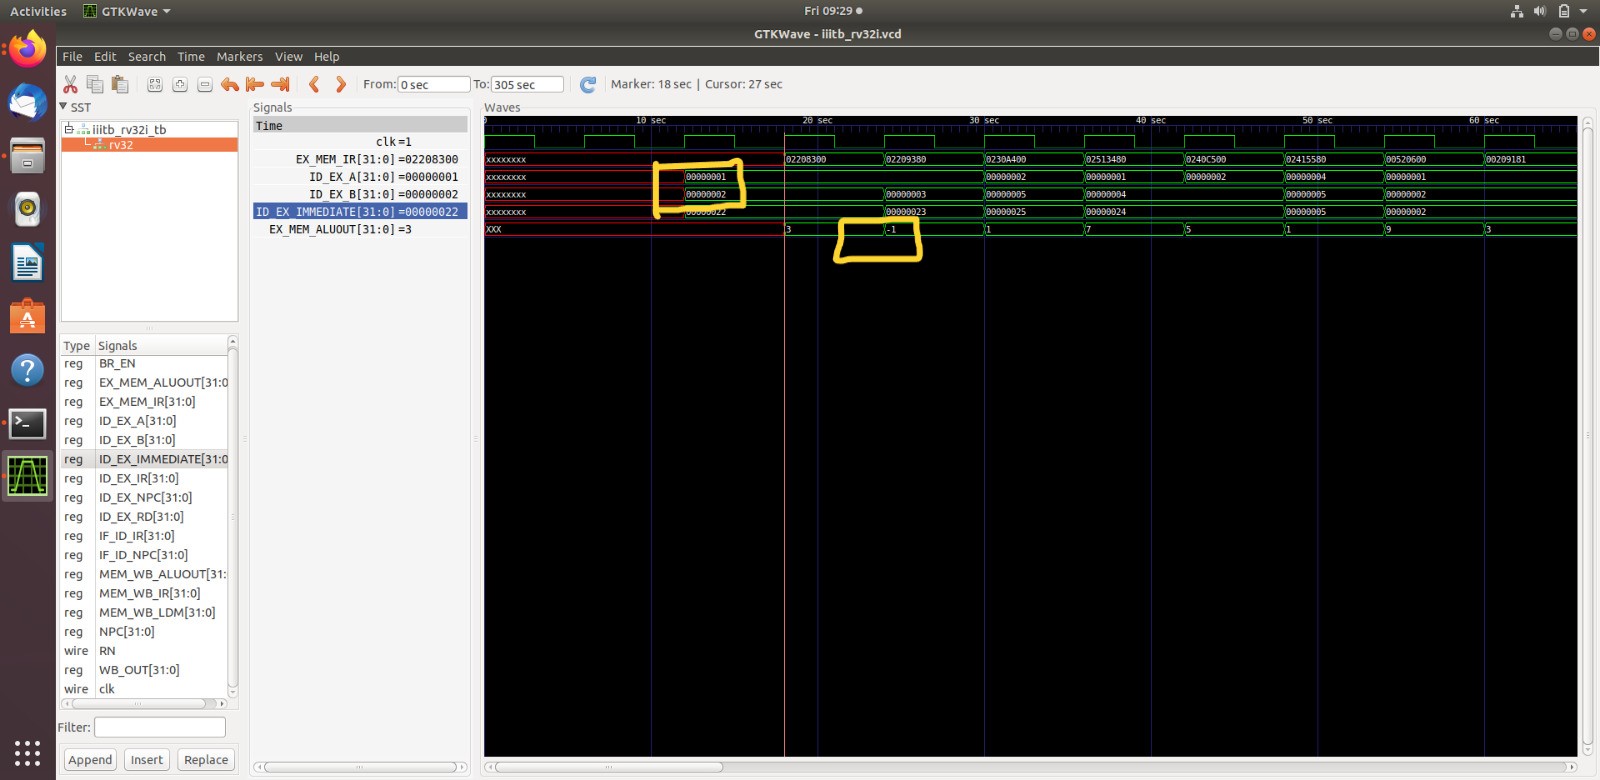 Activities GTKWave Fri 09:29
GTKWave - iiitb_rv32i.vcd
File Edit Search Time Markers View Help
From: 0 sec To: 305 sec Marker: 18 sec | Cursor: 27 sec
SST
iiitb_rv32i_tb
rv32
Type Signals
reg BR_EN
reg EX_MEM_ALUOUT[31:0
reg EX_MEM_IR[31:0]
reg ID_EX_A[31:0]
reg ID_EX_B[31:0]
reg ID_EX_IMMEDIATE[31:0
reg ID_EX_IR[31:0]
reg ID_EX_NPC[31:0]
reg ID_EX_RD[31:0]
reg IF_ID_IR[31:0]
reg IF_ID_NPC[31:0]
reg MEM_WB_ALUOUT[31:
reg MEM_WB_IR[31:0]
reg MEM_WB_LDM[31:0]
reg NPC[31:0]
wire RN
reg WB_OUT[31:0]
wire clk
Filter:
Append Insert Replace
Signals
Time
clk =1
EX_MEM_IR[31:0] =02208300
ID_EX_A[31:0] =00000001
ID_EX_B[31:0] =00000002
ID_EX_IMMEDIATE[31:0] =00000022
EX_MEM_ALUOUT[31:0] =3
Waves
0 10 sec 20 sec 30 sec 40 sec 50 sec 60 sec
xxxxxxxx 02208300 02209380 0230A400 02513480 0240C500 02415580 00520600 00209181
xxxxxxxx 00000001 00000002 00000001 00000002 00000004 00000001
xxxxxxxx 00000002 00000003 00000005 00000004 00000005 00000002
xxxxxxxx 00000022 00000023 00000025 00000024 00000005 00000002
XXX 3 -1 1 7 5 1 9 3